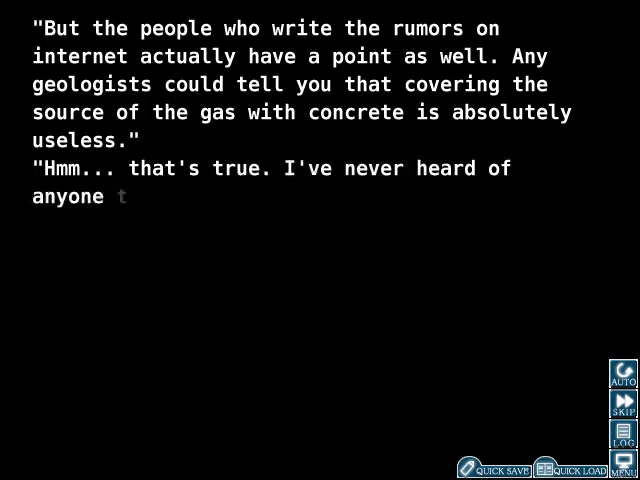 "But the people who write the rumors on
internet actually have a point as well. Any
geologists could tell you that covering the
source of the gas with concrete is absolutely
useless."
"Hmm... that's true. I've never heard of
anyone t
AUTO
SKIP
LOG
QUICK SAVE
QUICK LOAD
MENU